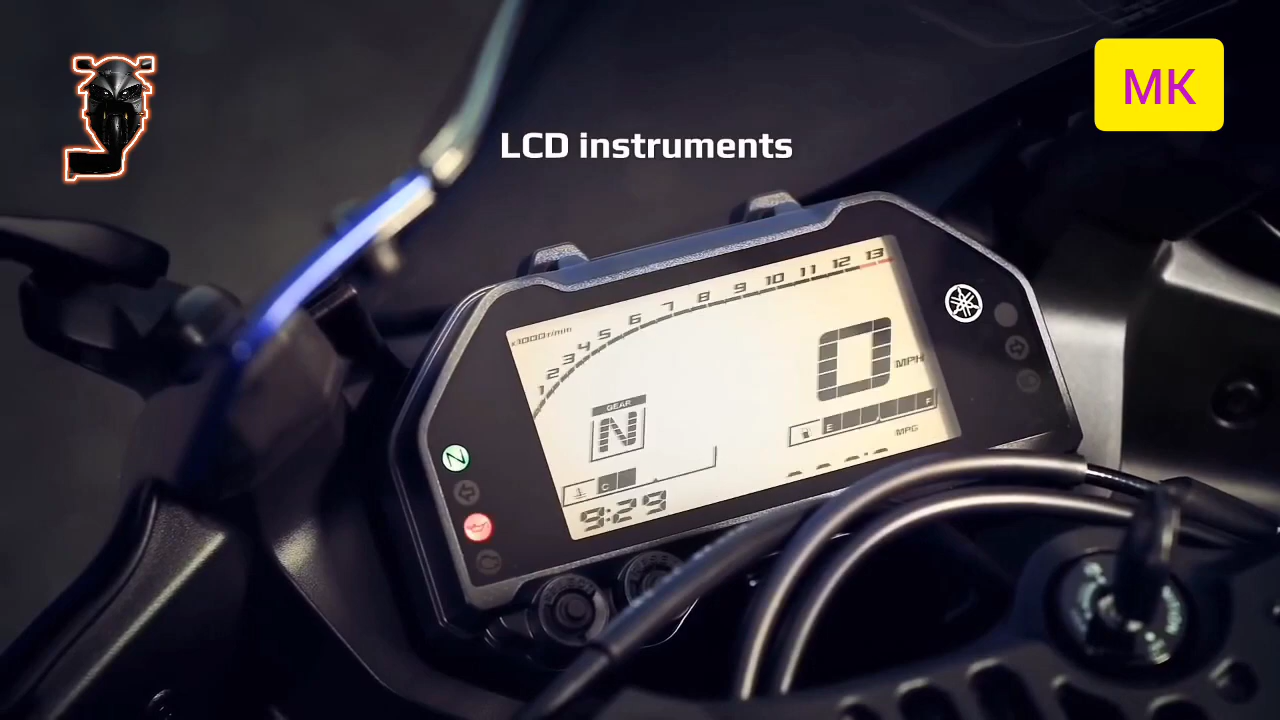 MK
LCD instruments
x1000r/min
1 2 3 4 5 6 7 8 9 10 11 12 13
0 MPH
GEAR
N
E F
MPG
C
9:29
N